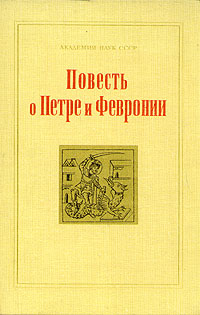 АКАДЕМИЯ НАУК СССР
Повесть
о Петре и Февронии